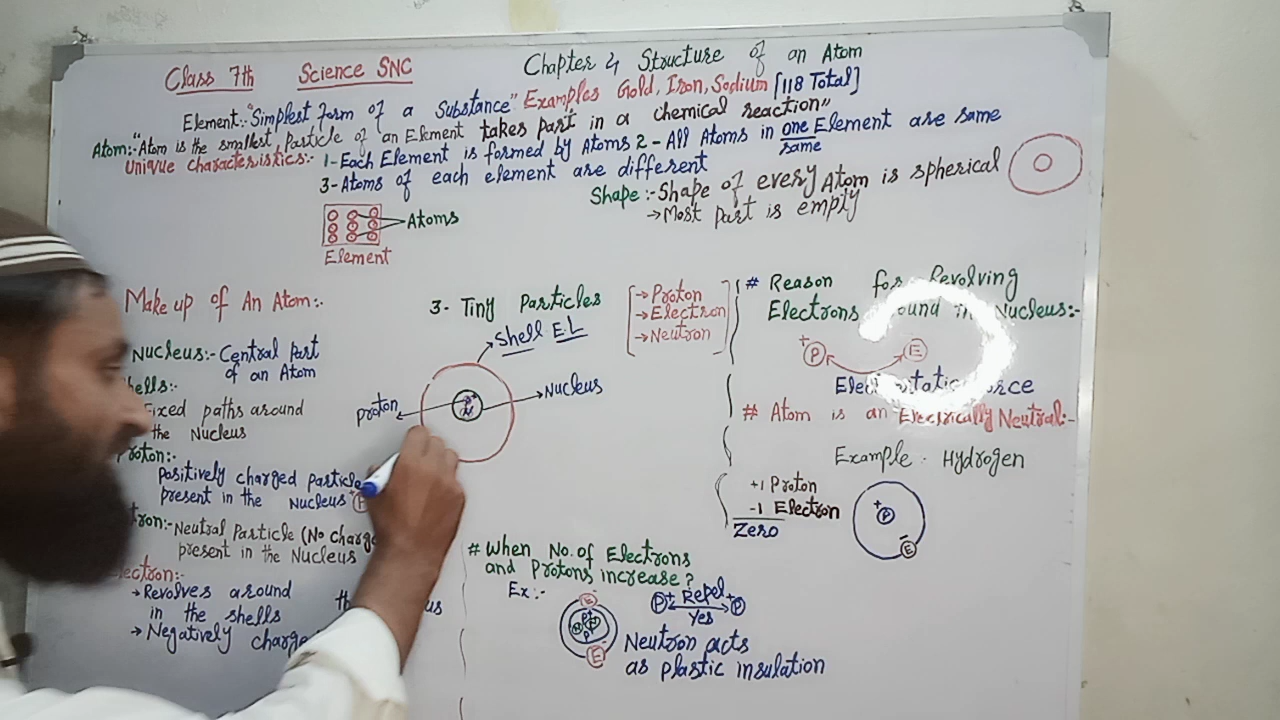 Class 7th Science SNC
Chapter 4 Structure of an Atom
Element:- "Simplest form of a Substance" Examples Gold, Iron, Sodium [118 Total]
Atom:- "Atom is the smallest Particle of an Element takes part in a chemical reaction"
Unique characteristics:- 1-Each Element is formed by Atoms 2-All Atoms in one Element are same
same
3-Atoms of each element are different
Shape:- Shape of every Atom is spherical
→Most part is empty
Atoms
Element
Make up of An Atom:-
3- Tiny Particles
→Proton
→Electron
→Neutron
Shell E.L
Nucleus:- Central Part
of an Atom
Nucleus
proton
Fixed paths around
the Nucleus
Positively charged particle
present in the Nucleus
Neutral Particle (No charge
present in the Nucleus
→Revolves around
in the shells
→Negatively
# Reason for Revolving
Electrons in Nucleus:-
+
P
E
# Atom is an Electrically Neutral:-
Example - Hydrogen
+1 Proton
-1 Electron
Zero
+
P
-
E
# When No. of Electrons
and Protons increase?
Ex:-
P+ Repel +P
Yes
E
E
Neutron acts
as plastic insulation